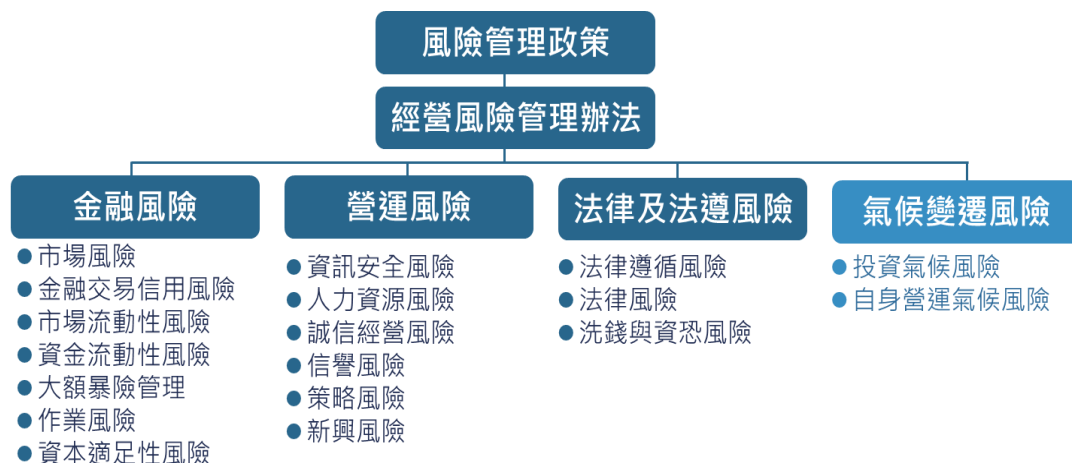 風險管理政策
經營風險管理辦法
金融風險
● 市場風險
● 金融交易信用風險
● 市場流動性風險
● 資金流動性風險
● 大額暴險管理
● 作業風險
● 資本適足性風險
營運風險
● 資訊安全風險
● 人力資源風險
● 誠信經營風險
● 信譽風險
● 策略風險
● 新興風險
法律及法遵風險
● 法律遵循風險
● 法律風險
● 洗錢與資恐風險
氣候變遷風險
● 投資氣候風險
● 自身營運氣候風險